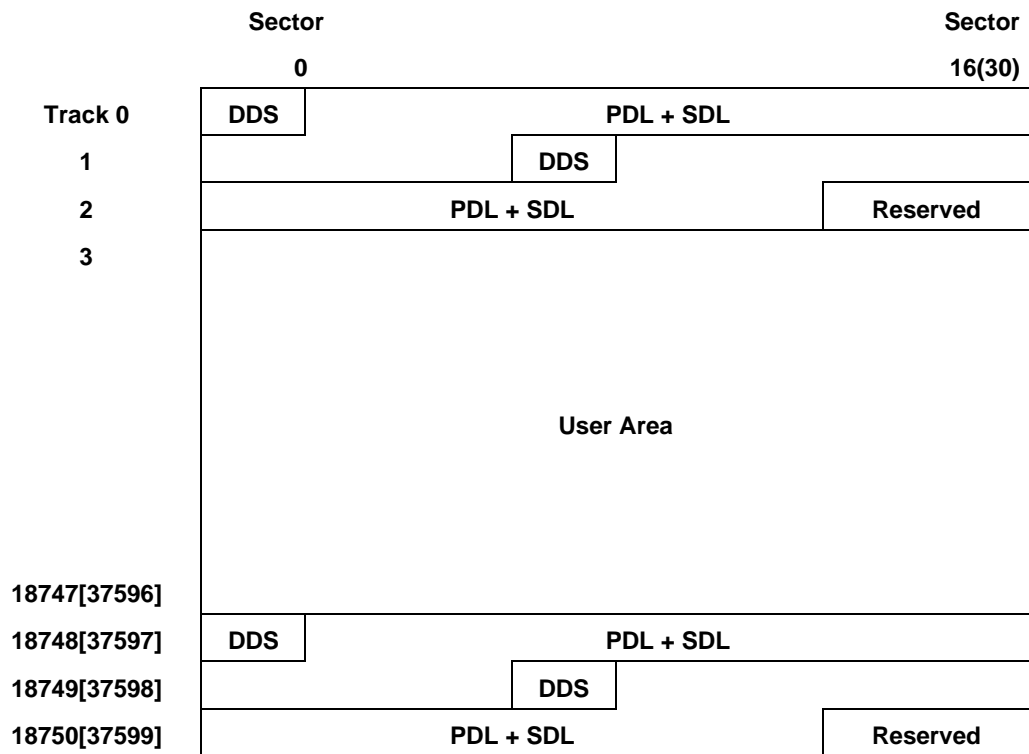 Sector Sector
0 16(30)
Track 0 DDS PDL + SDL
1 DDS
2 PDL + SDL Reserved
3
User Area
18747[37596]
18748[37597] DDS PDL + SDL
18749[37598] DDS
18750[37599] PDL + SDL Reserved